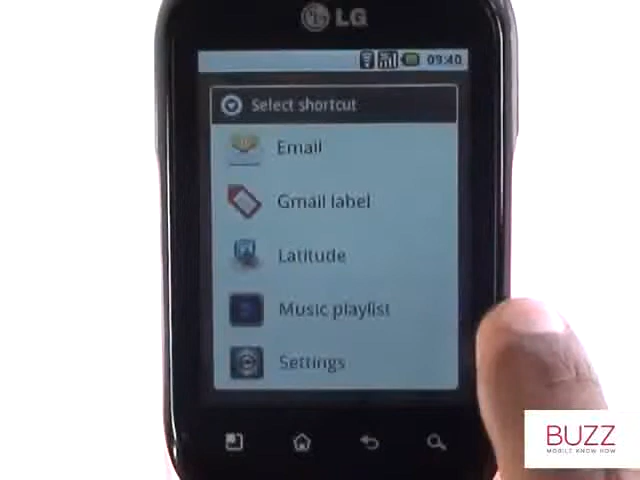 LG
09:40
Select shortcut
Email
Gmail label
Latitude
Music playlist
Settings
BUZZ
MOBILE KNOW HOW